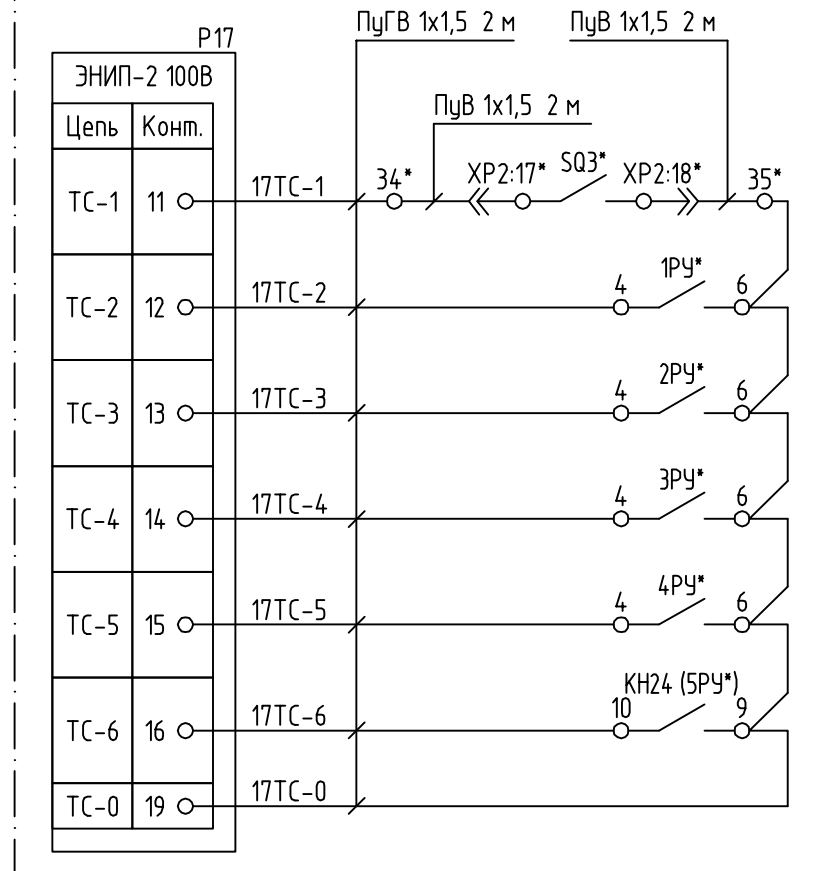 ПуГВ 1х1,5 2 м
ПуВ 1х1,5 2 м
Р17
ЭНИП-2 100В
ПуВ 1х1,5 2 м
Цепь Конт.
ТС-1 11 17ТС-1 34* ХР2:17* SQ3* ХР2:18* 35*
ТС-2 12 17ТС-2 4 1РУ* 6
ТС-3 13 17ТС-3 4 2РУ* 6
ТС-4 14 17ТС-4 4 3РУ* 6
ТС-5 15 17ТС-5 4 4РУ* 6
КН24 (5РУ*)
ТС-6 16 17ТС-6 10 9
ТС-0 19 17ТС-0